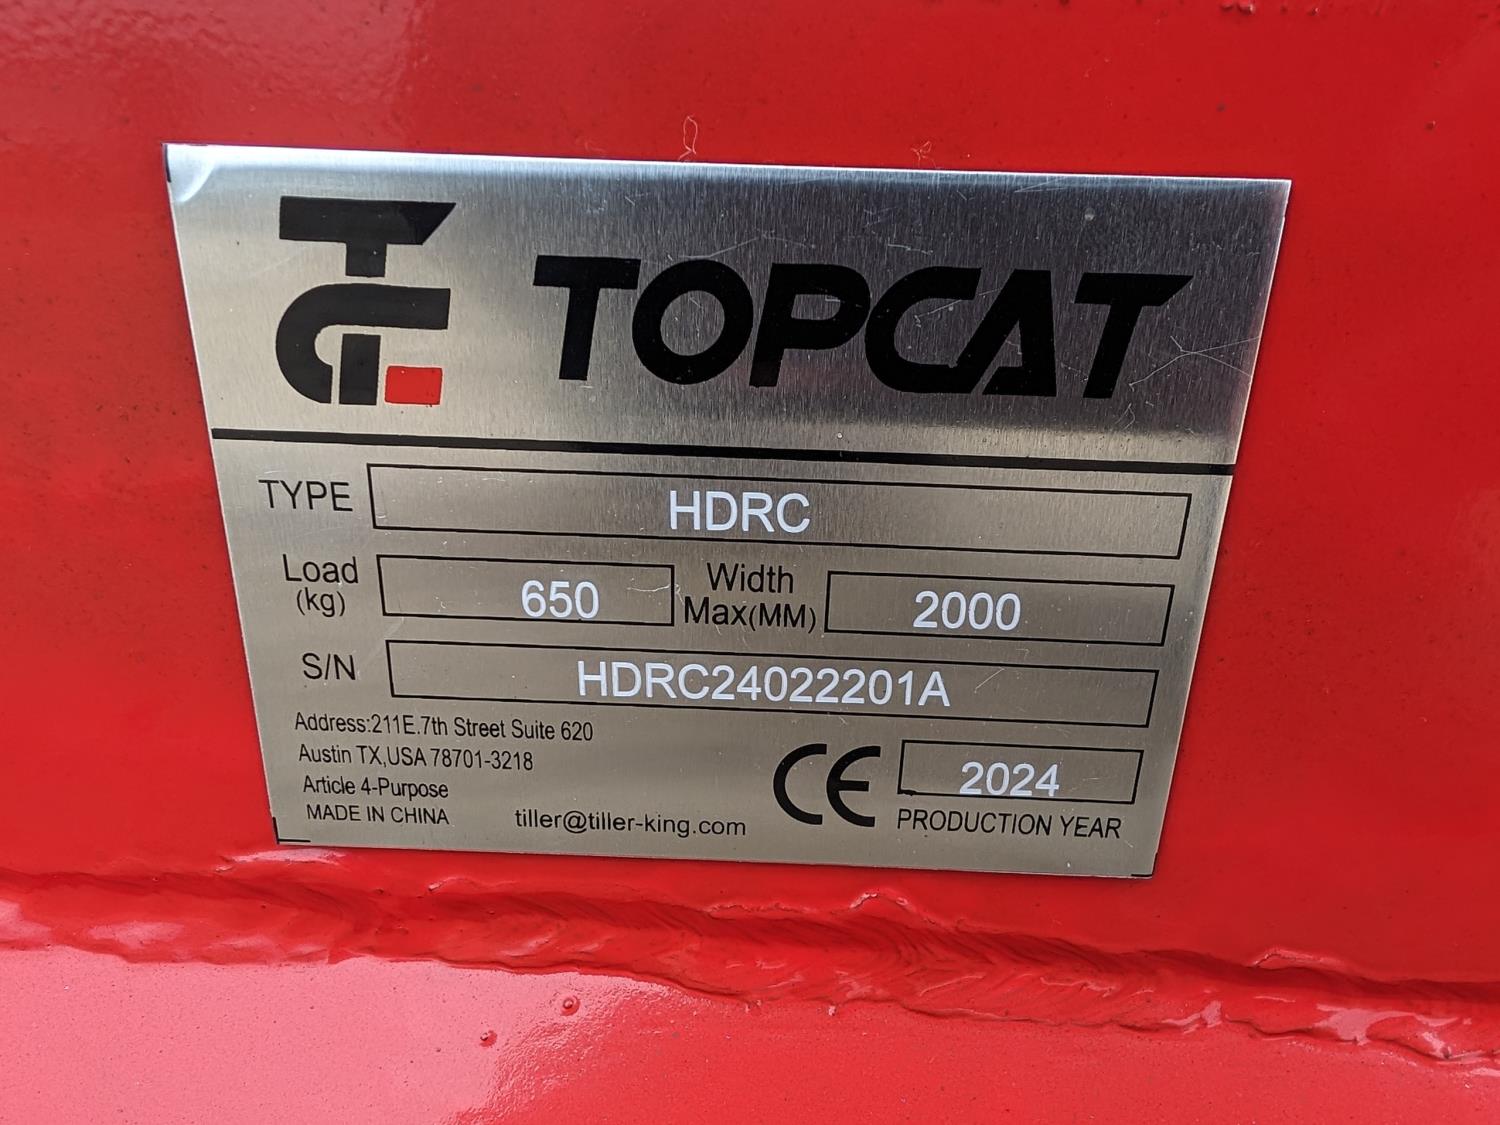 TC TOPCAT
TYPE HDRC
Load (kg) 650 Width Max(MM) 2000
S/N HDRC24022201A
Address:211E.7th Street Suite 620
Austin TX,USA 78701-3218
Article 4-Purpose
MADE IN CHINA tiller@tiller-king.com
CE 2024
PRODUCTION YEAR